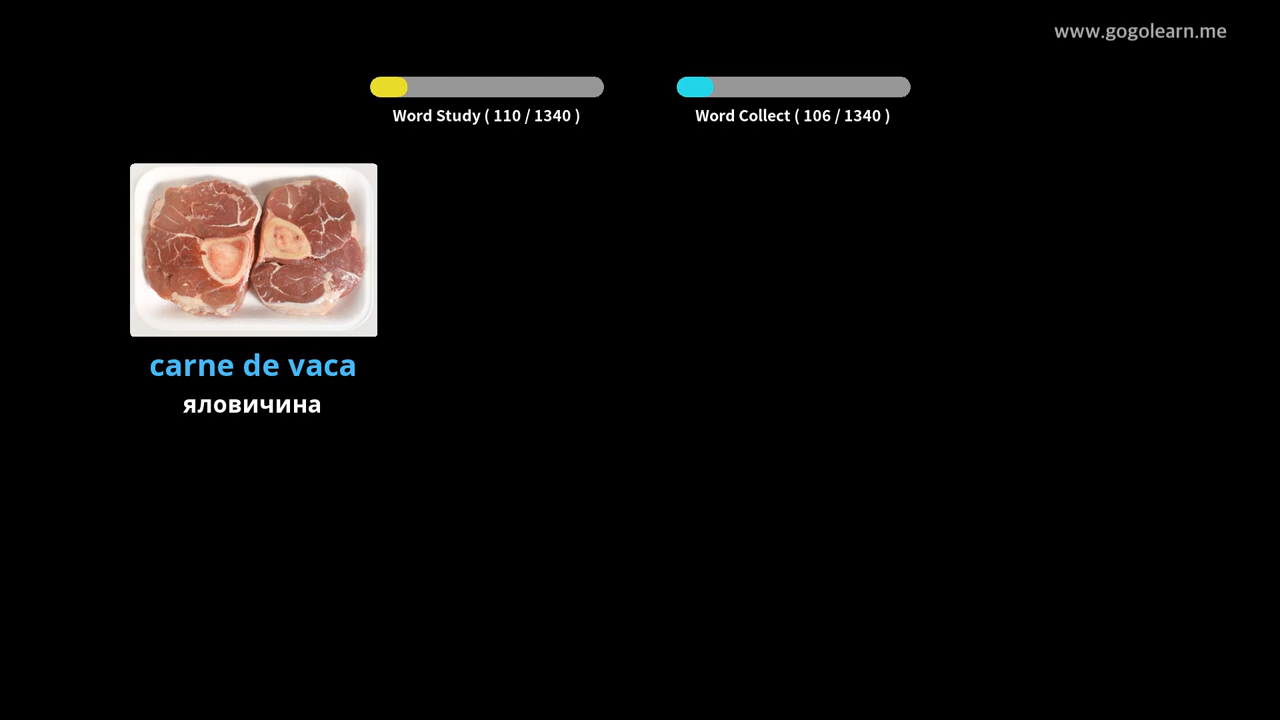 www.gogolearn.me
Word Study ( 110 / 1340 )
Word Collect ( 106 / 1340 )
carne de vaca
яловичина